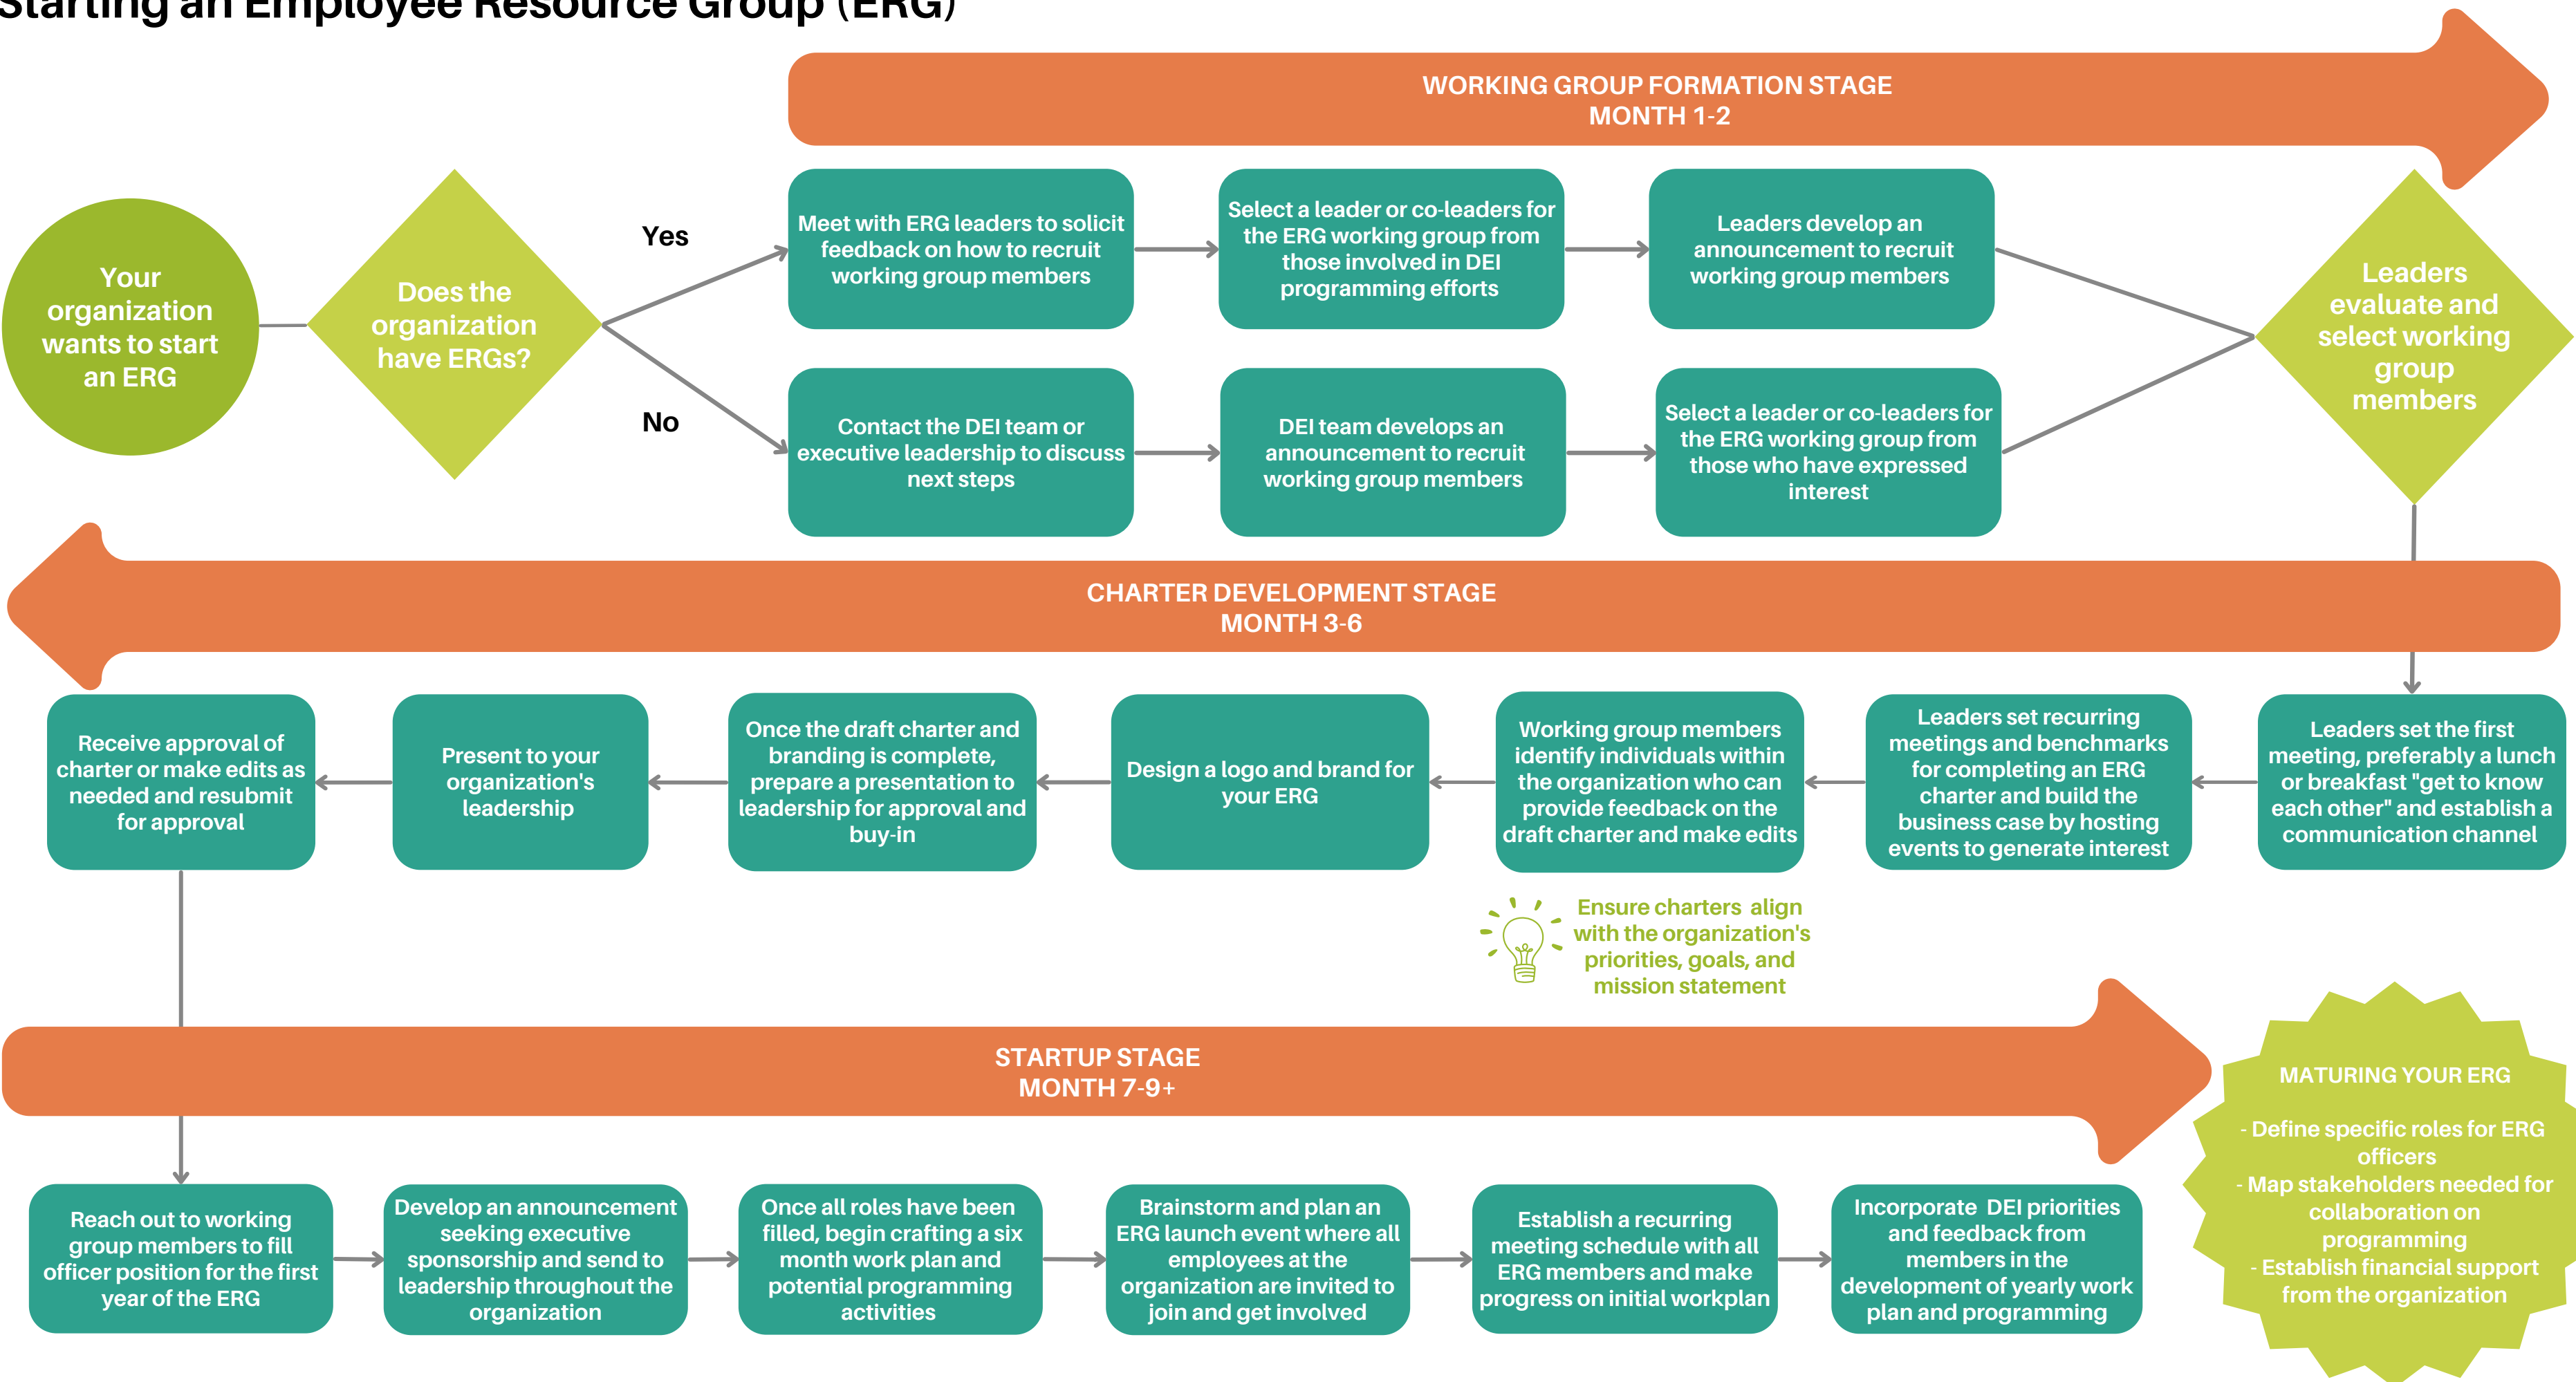 Starting an Employee Resource Group (ERG)
WORKING GROUP FORMATION STAGE
MONTH 1-2
Your
organization
wants to start
an ERG
Does the
organization
have ERGs?
Yes
Meet with ERG leaders to solicit
feedback on how to recruit
working group members
Select a leader or co-leaders for
the ERG working group from
those involved in DEI
programming efforts
Leaders develop an
announcement to recruit
working group members
No
Contact the DEI team or
executive leadership to discuss
next steps
DEI team develops an
announcement to recruit
working group members
Select a leader or co-leaders for
the ERG working group from
those who have expressed
interest
Leaders
evaluate and
select working
group
members
CHARTER DEVELOPMENT STAGE
MONTH 3-6
Leaders set the first
meeting, preferably a lunch
or breakfast "get to know
each other" and establish a
communication channel
Leaders set recurring
meetings and benchmarks
for completing an ERG
charter and build the
business case by hosting
events to generate interest
Working group members
identify individuals within
the organization who can
provide feedback on the
draft charter and make edits
Ensure charters align
with the organization's
priorities, goals, and
mission statement
Design a logo and brand for
your ERG
Once the draft charter and
branding is complete,
prepare a presentation to
leadership for approval and
buy-in
Present to your
organization's
leadership
Receive approval of
charter or make edits as
needed and resubmit
for approval
STARTUP STAGE
MONTH 7-9+
Reach out to working
group members to fill
officer position for the first
year of the ERG
Develop an announcement
seeking executive
sponsorship and send to
leadership throughout the
organization
Once all roles have been
filled, begin crafting a six
month work plan and
potential programming
activities
Brainstorm and plan an
ERG launch event where all
employees at the
organization are invited to
join and get involved
Establish a recurring
meeting schedule with all
ERG members and make
progress on initial workplan
Incorporate DEI priorities
and feedback from
members in the
development of yearly work
plan and programming
MATURING YOUR ERG
- Define specific roles for ERG
officers
- Map stakeholders needed for
collaboration on
programming
- Establish financial support
from the organization